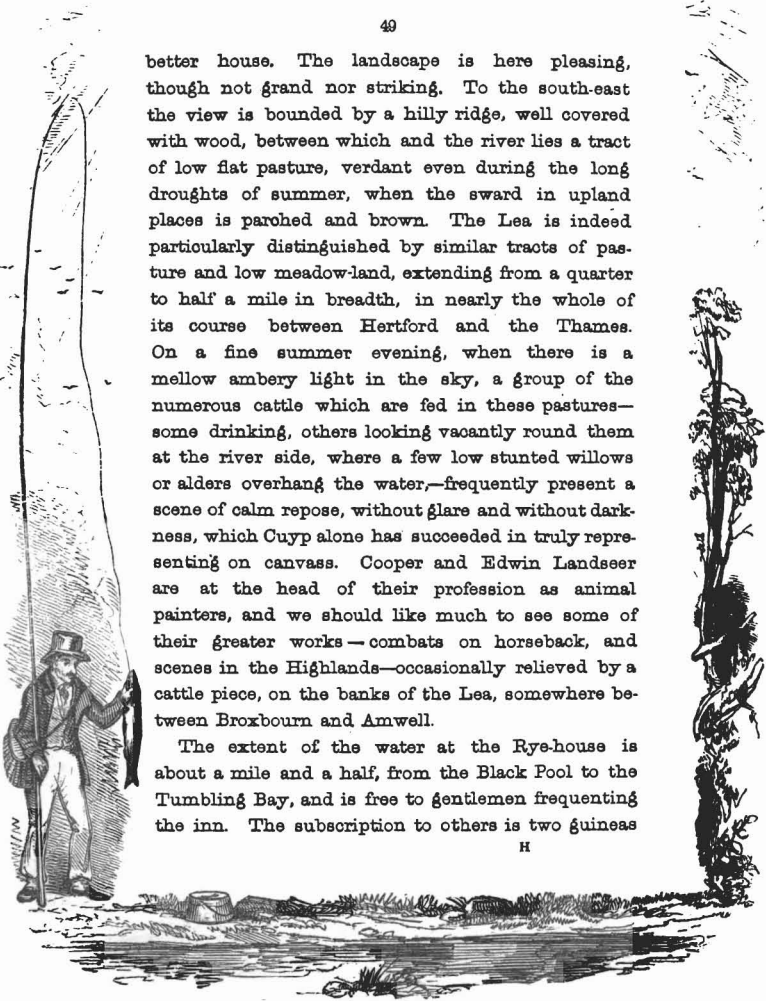 49
better house. The landscape is here pleasing,
though not grand nor striking. To the south-east
the view is bounded by a hilly ridge, well covered
with wood, between which and the river lies a tract
of low flat pasture, verdant even during the long
droughts of summer, when the sward in upland
places is parched and brown. The Lea is indeed
particularly distinguished by similar tracts of pas-
ture and low meadow-land, extending from a quarter
to half a mile in breadth, in nearly the whole of
its course between Hertford and the Thames.
On a fine summer evening, when there is a
mellow ambery light in the sky, a group of the
numerous cattle which are fed in these pastures—
some drinking, others looking vacantly round them
at the river side, where a few low stunted willows
or alders overhang the water,—frequently present a
scene of calm repose, without glare and without dark-
ness, which Cuyp alone has succeeded in truly repre-
senting on canvass. Cooper and Edwin Landseer
are at the head of their profession as animal
painters, and we should like much to see some of
their greater works — combats on horseback, and
scenes in the Highlands—occasionally relieved by a
cattle piece, on the banks of the Lea, somewhere be-
tween Broxbourn and Amwell.
The extent of the water at the Rye-house is
about a mile and a half, from the Black Pool to the
Tumbling Bay, and is free to gentlemen frequenting
the inn. The subscription to others is two guineas
H